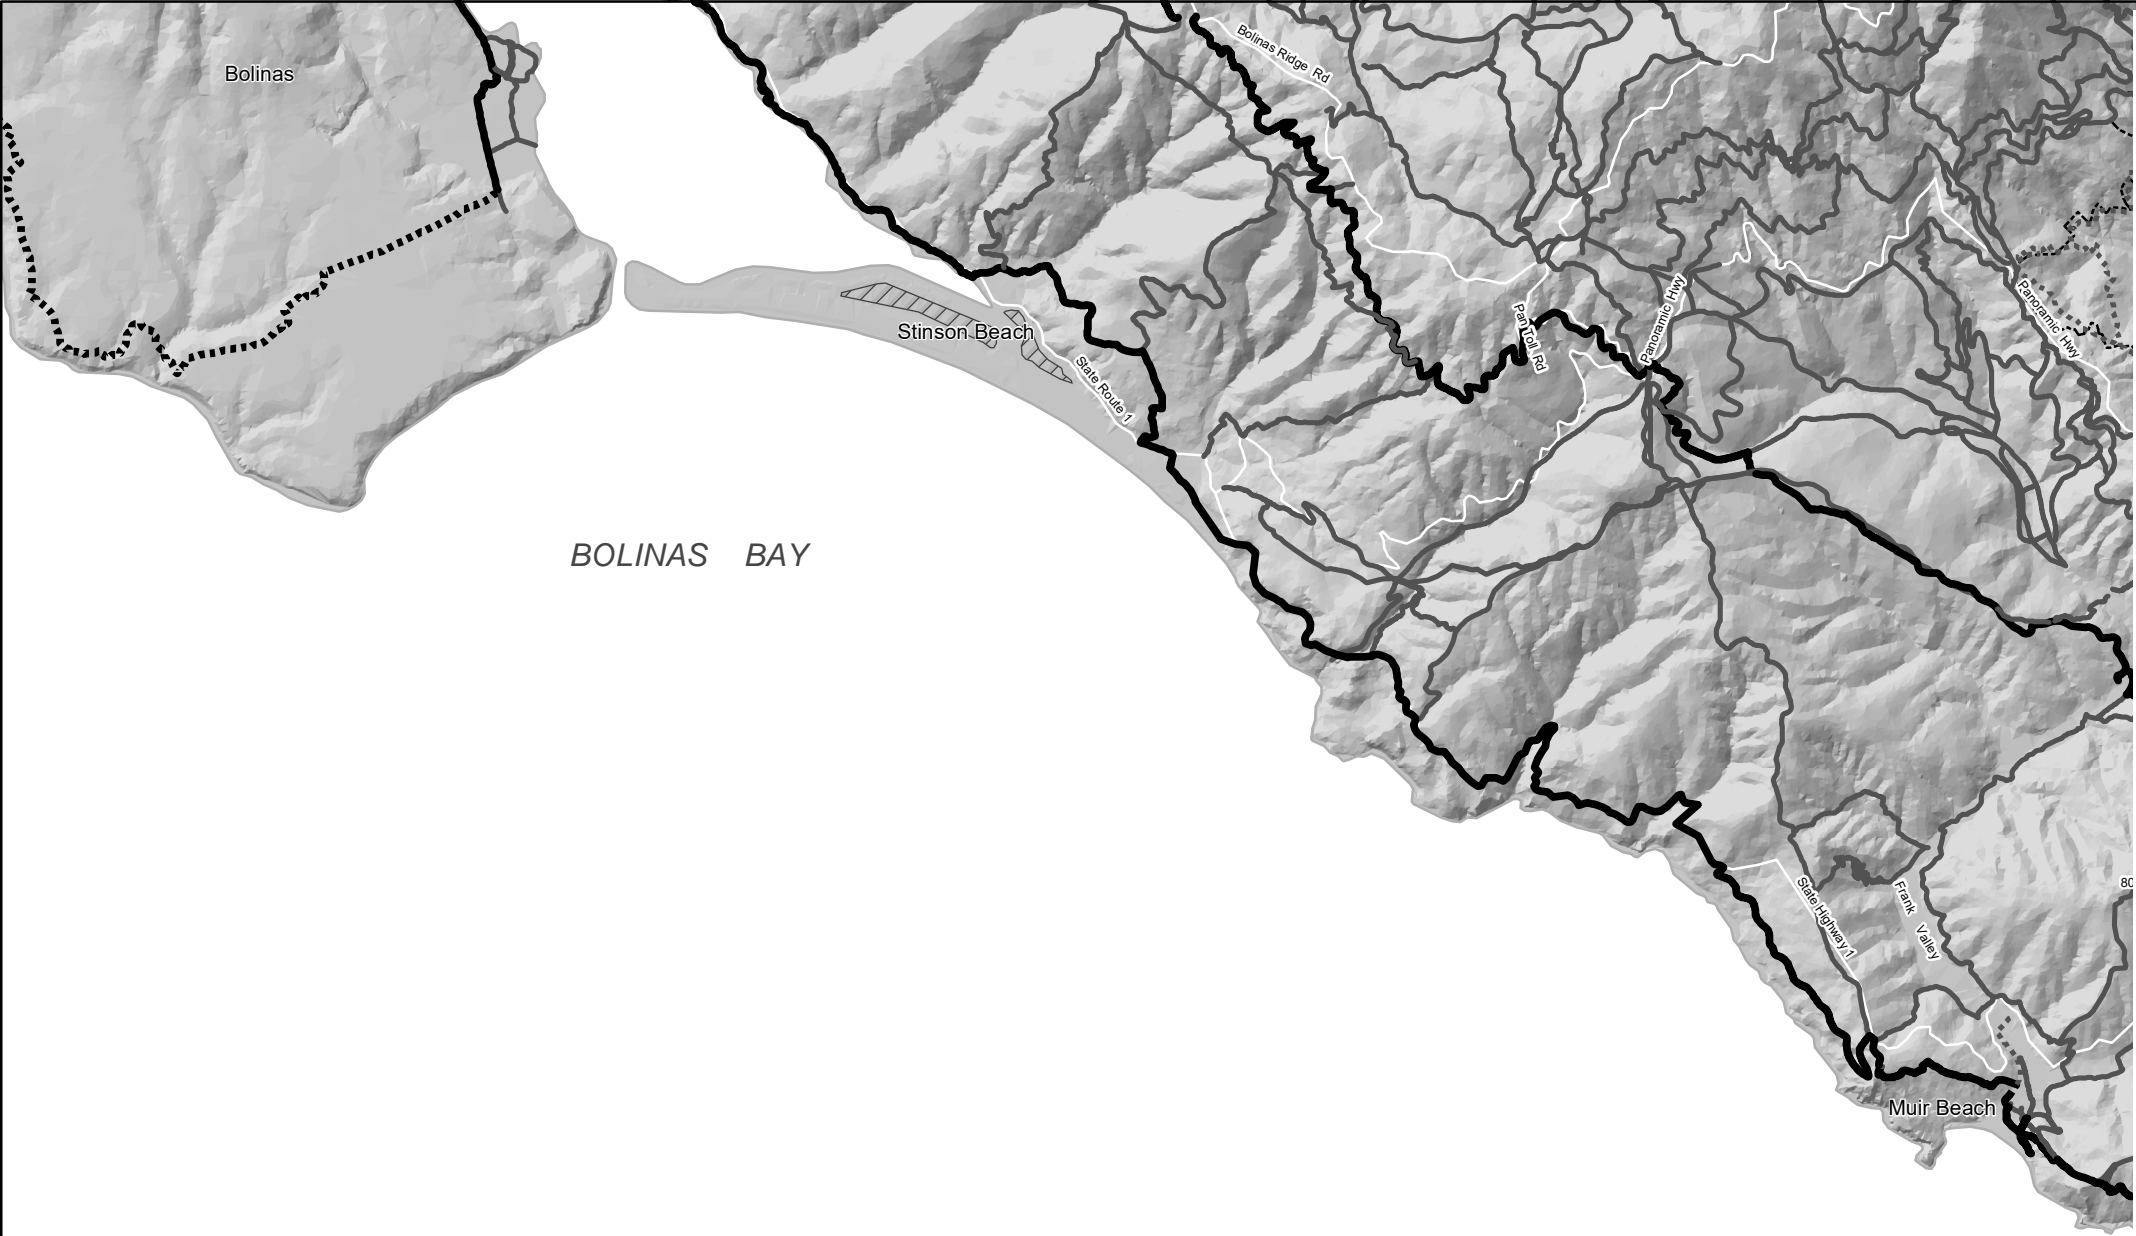 Bolinas
Bolinas Ridge Rd
Panoramic Hwy
Panoramic Hwy
Pan Toll Rd
Stinson Beach
State Route 1
BOLINAS BAY
State Highway 1
Frank Valley
80
Muir Beach